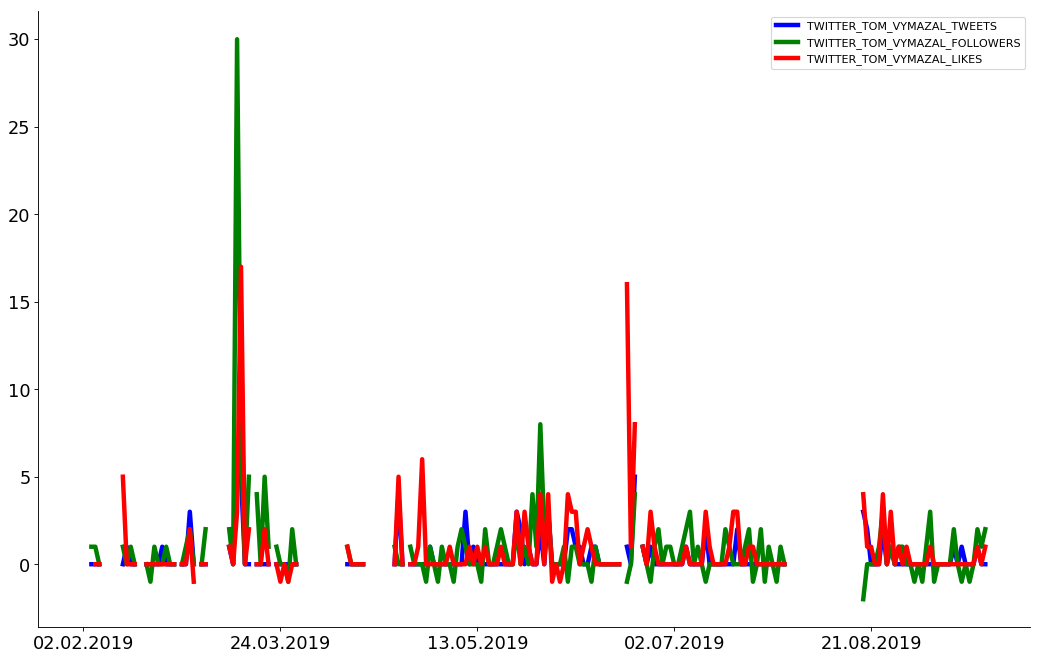 TWITTER_TOM_VYMAZAL_TWEETS
TWITTER_TOM_VYMAZAL_FOLLOWERS
TWITTER_TOM_VYMAZAL_LIKES
30
25
20
15
10
5
0
02.02.2019 24.03.2019 13.05.2019 02.07.2019 21.08.2019